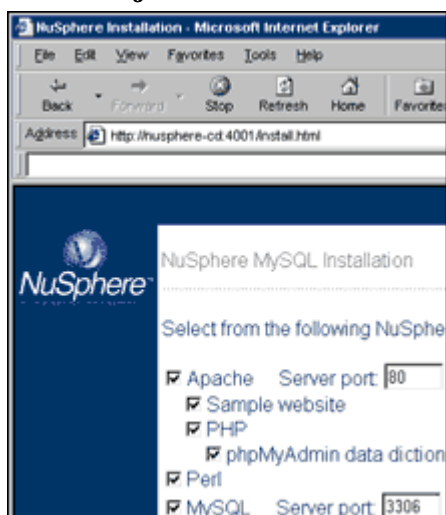 NuSphere Installation - Microsoft Internet Explorer
File Edit View Favorites Tools Help
Back Forward Stop Refresh Home Favorite
Address http://nusphere-cd:4001/install.html
NuSphere
NuSphere MySQL Installation
Select from the following NuSphe
Apache Server port: 80
Sample website
PHP
phpMyAdmin data diction
Perl
MySQL Server port: 3306